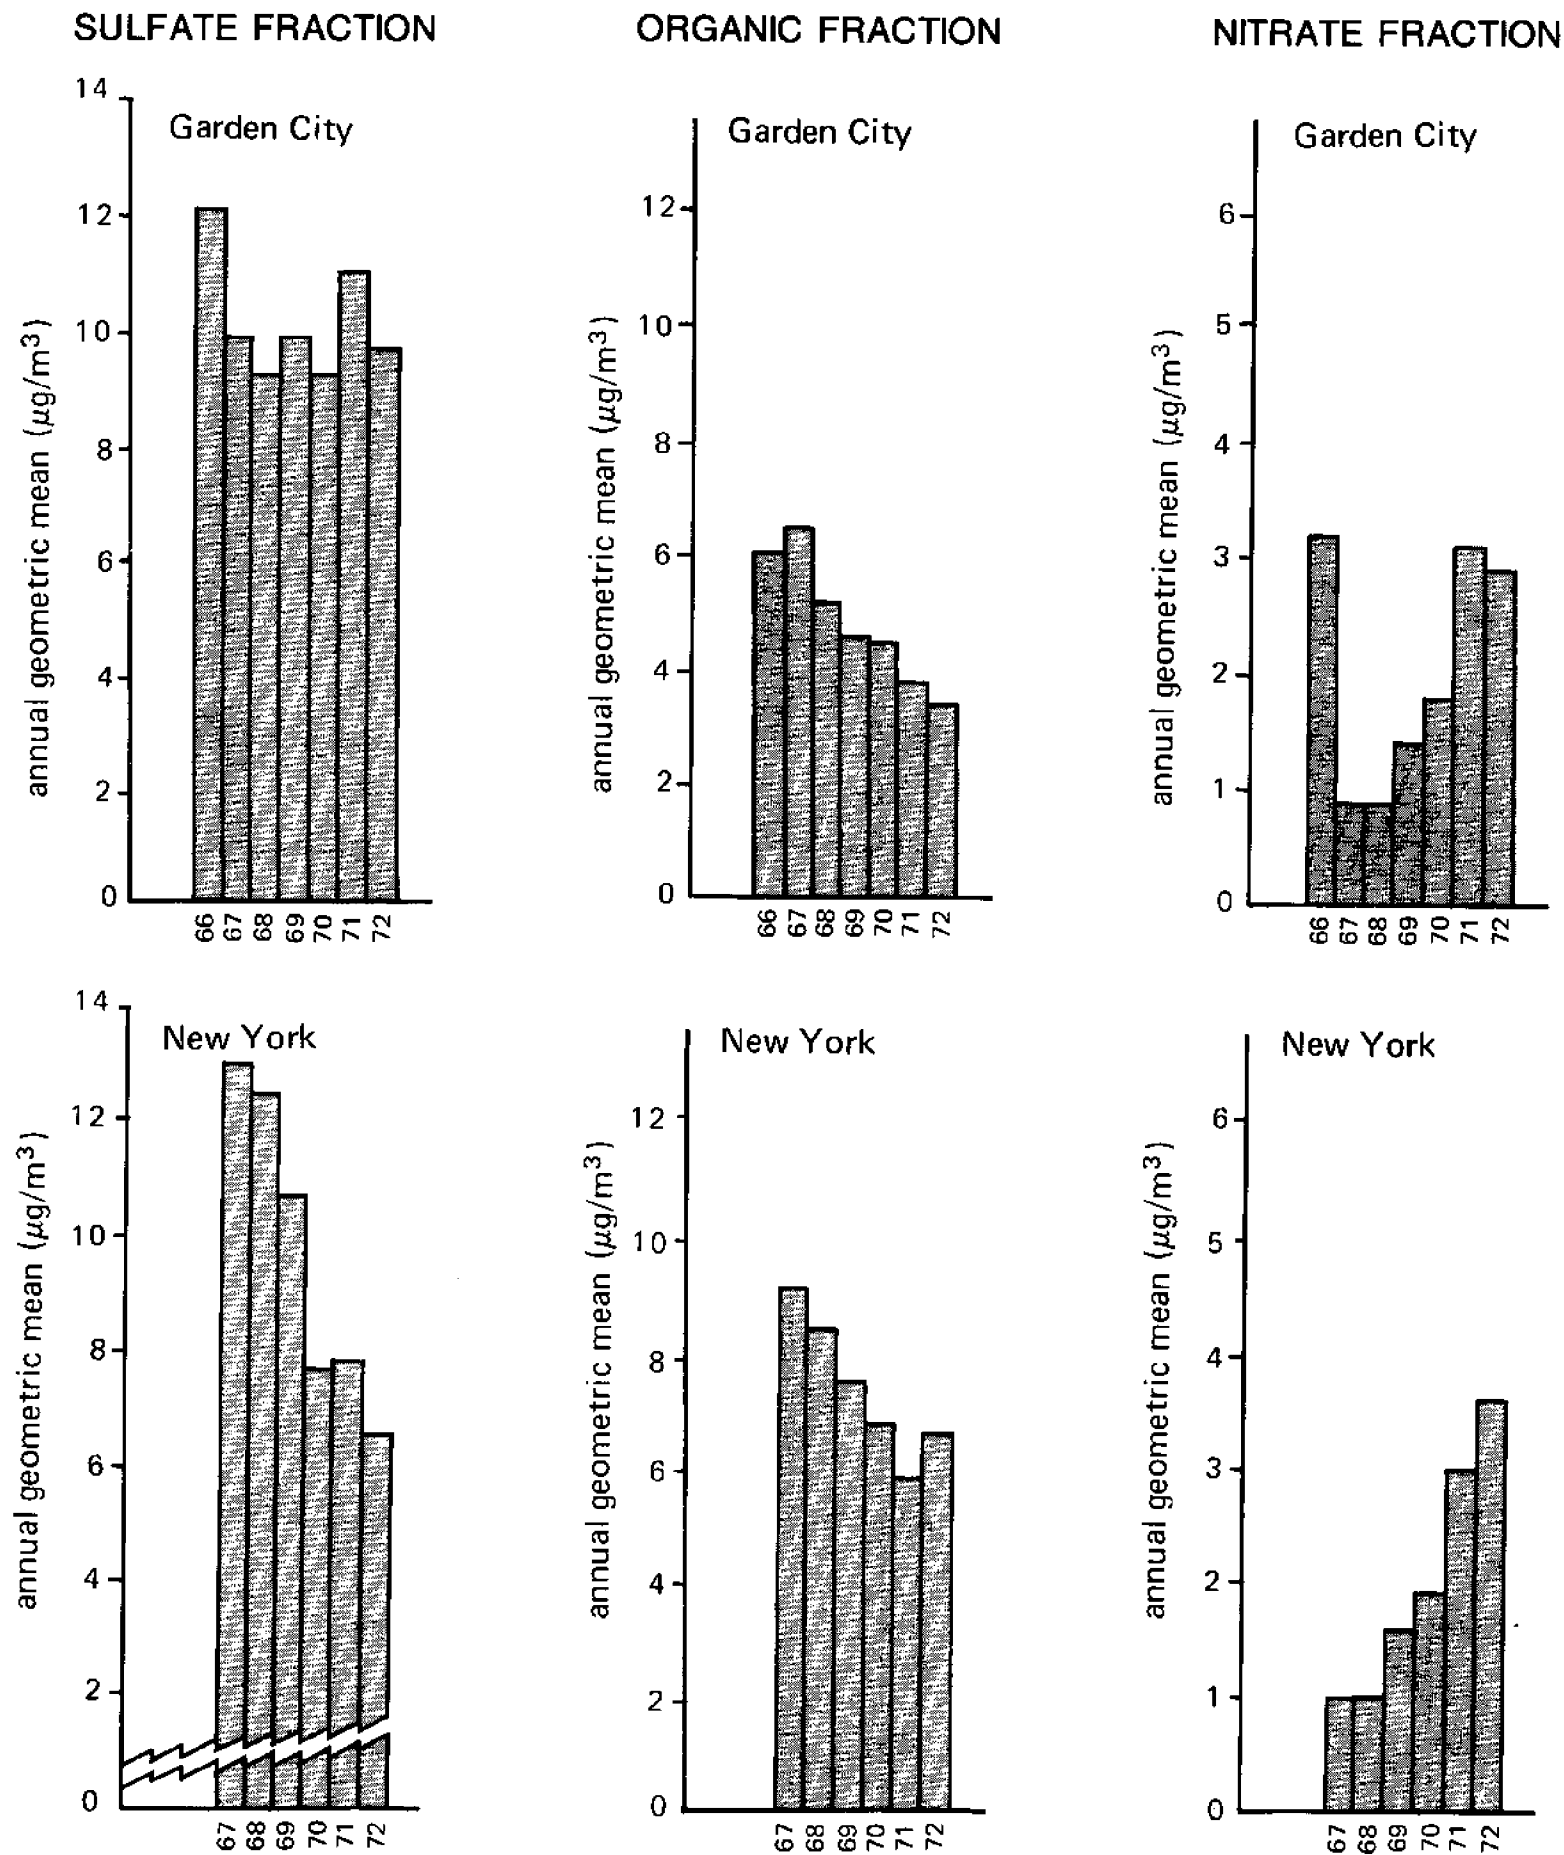 SULFATE FRACTION
ORGANIC FRACTION
NITRATE FRACTION
Garden City
annual geometric mean (μg/m³)
14
12
10
8
6
4
2
0
66 67 68 69 70 71 72
Garden City
annual geometric mean (μg/m³)
12
10
8
6
4
2
0
66 67 68 69 70 71 72
Garden City
annual geometric mean (μg/m³)
6
5
4
3
2
1
0
66 67 68 69 70 71 72
New York
annual geometric mean (μg/m³)
14
12
10
8
6
4
2
0
67 68 69 70 71 72
New York
annual geometric mean (μg/m³)
12
10
8
6
4
2
0
67 68 69 70 71 72
New York
annual geometric mean (μg/m³)
6
5
4
3
2
1
0
67 68 69 70 71 72